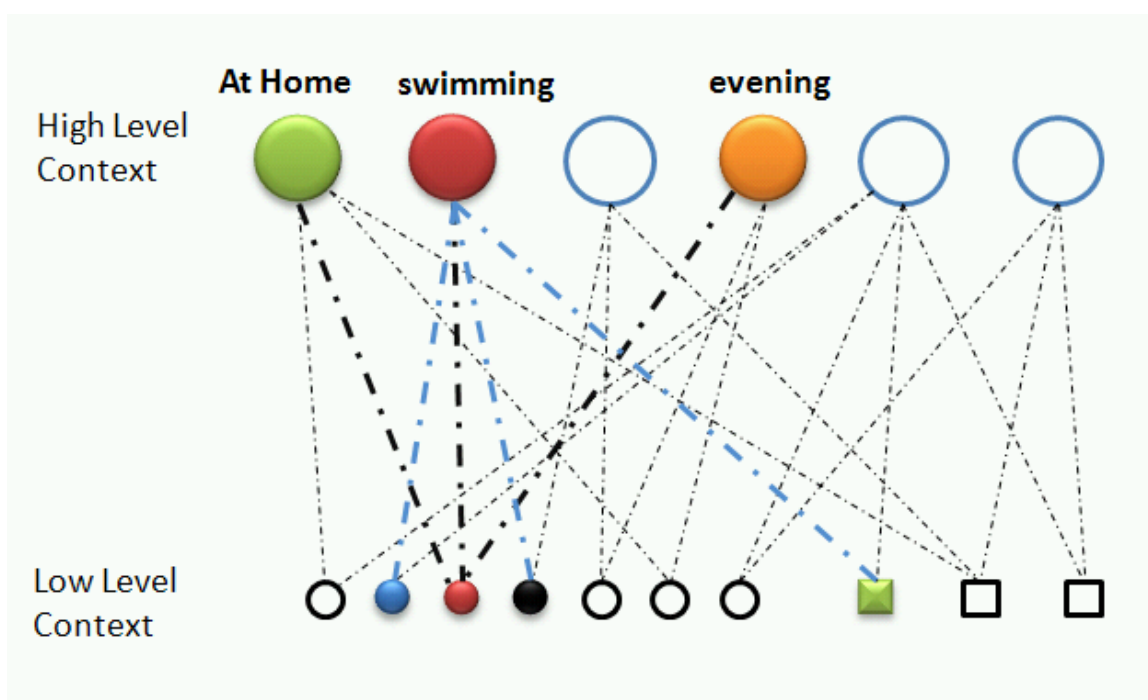 At Home
swimming
evening
High Level
Context
Low Level
Context